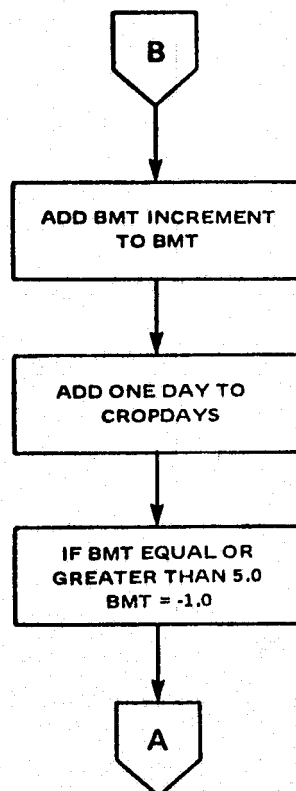 B
ADD BMT INCREMENT
TO BMT
ADD ONE DAY TO
CROPDAYS
IF BMT EQUAL OR
GREATER THAN 5.0
BMT = -1.0
A